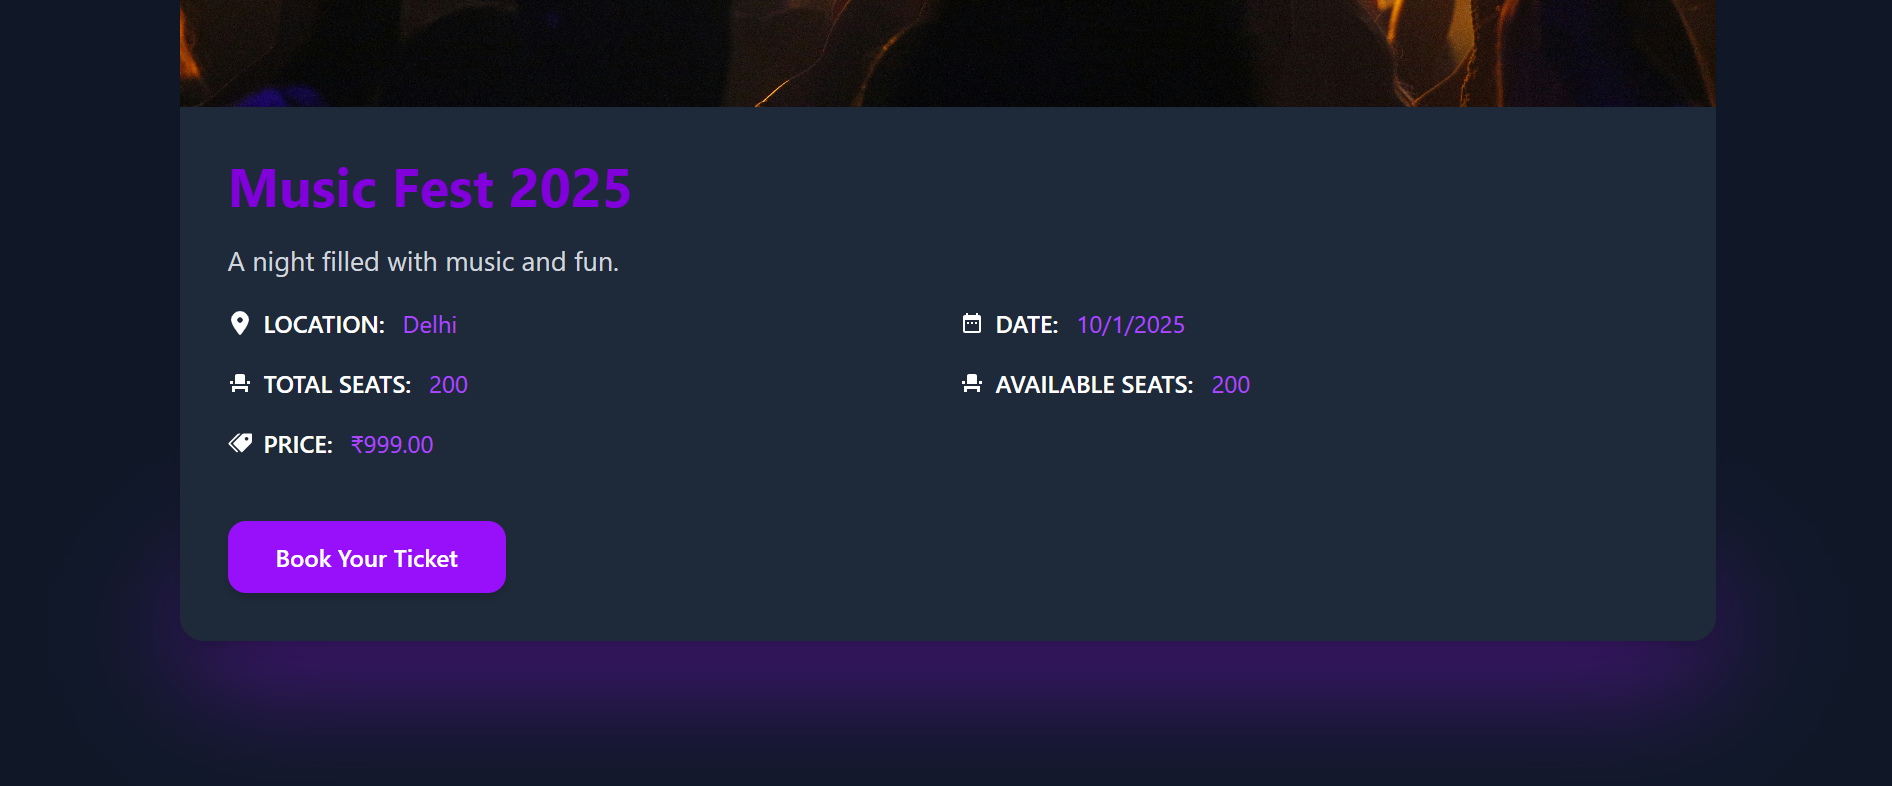 Music Fest 2025
A night filled with music and fun.
LOCATION: Delhi
DATE: 10/1/2025
TOTAL SEATS: 200
AVAILABLE SEATS: 200
PRICE: ₹999.00
Book Your Ticket